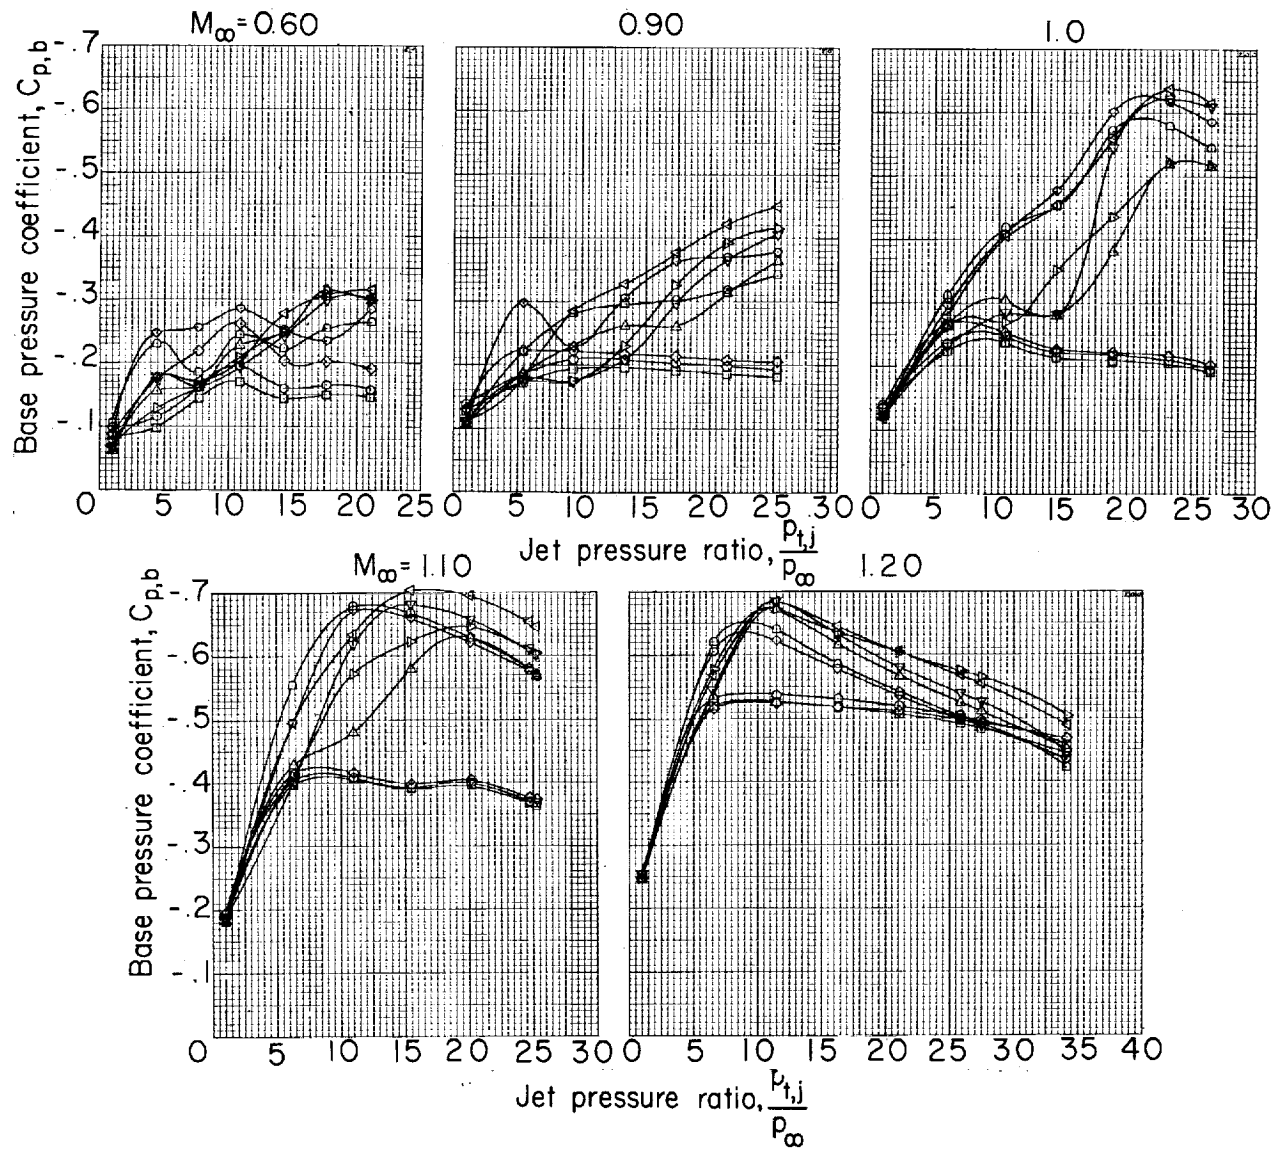 M∞=0.60
0.90
1.0
Base pressure coefficient, Cp,b
-.7
-.6
-.5
-.4
-.3
-.2
-.1
0 5 10 15 20 25
0 5 10 15 20 25 30
0 5 10 15 20 25 30
Jet pressure ratio, pt,j/p∞
M∞=1.10
1.20
Base pressure coefficient, Cp,b
-.7
-.6
-.5
-.4
-.3
-.2
-.1
0 5 10 15 20 25 30
0 5 10 15 20 25 30 35 40
Jet pressure ratio, pt,j/p∞